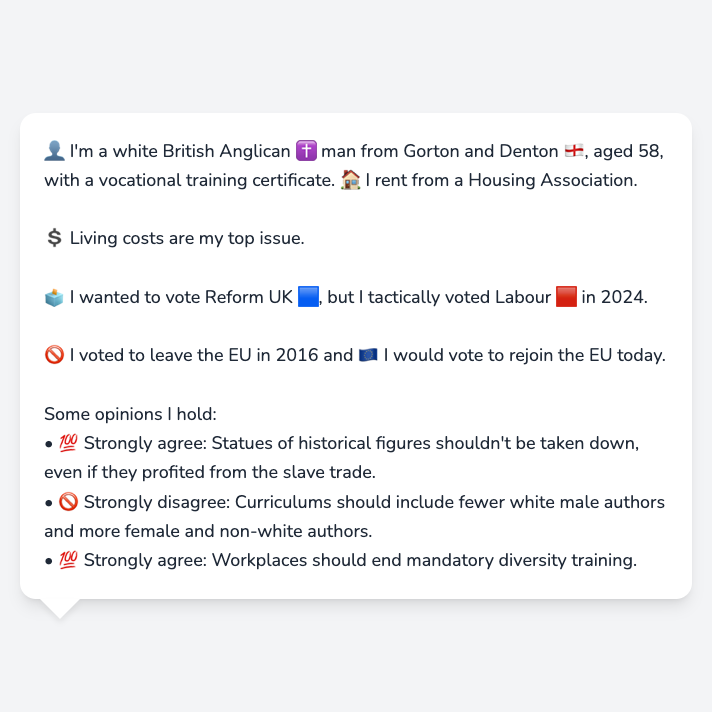 👤 I'm a white British Anglican ✝️ man from Gorton and Denton 🏴󠁧󠁢󠁥󠁮󠁧󠁿, aged 58,
with a vocational training certificate. 🏠 I rent from a Housing Association.
💲 Living costs are my top issue.
🗳️ I wanted to vote Reform UK 🟦, but I tactically voted Labour 🟥 in 2024.
🚫 I voted to leave the EU in 2016 and 🇪🇺 I would vote to rejoin the EU today.
Some opinions I hold:
• 💯 Strongly agree: Statues of historical figures shouldn't be taken down,
even if they profited from the slave trade.
• 🚫 Strongly disagree: Curriculums should include fewer white male authors
and more female and non-white authors.
• 💯 Strongly agree: Workplaces should end mandatory diversity training.